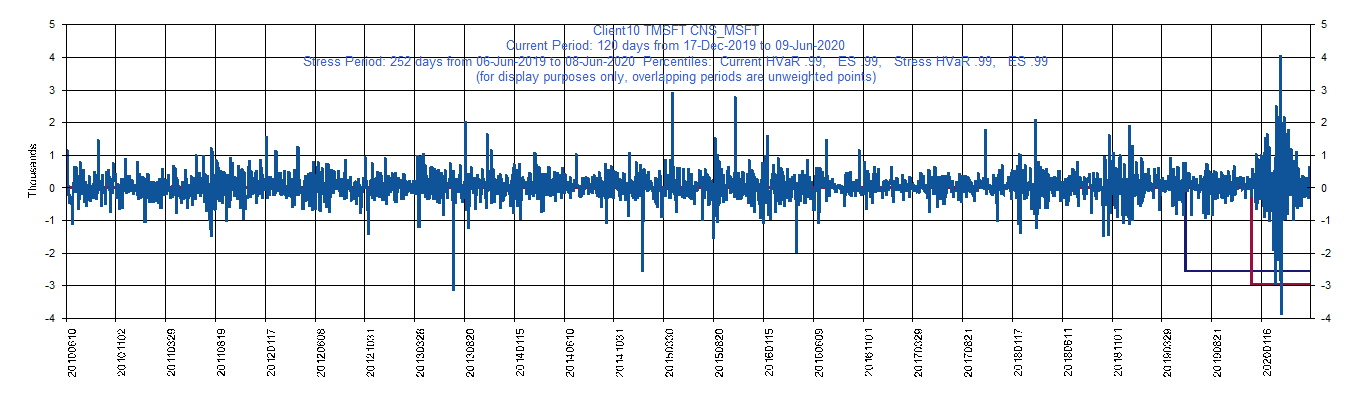 Client10 TMSFT CNS_MSFT
Current Period: 120 days from 17-Dec-2019 to 09-Jun-2020
Stress Period: 252 days from 06-Jun-2019 to 08-Jun-2020 Percentiles: Current HVaR .99, ES .99, Stress HVaR .99, ES .99
(for display purposes only, overlapping periods are unweighted points)
5 5
4 4
3 3
2 2
1 1
0 0
-1 -1
-2 -2
-3 -3
-4 -4
Thousands
20100610 20101102 20110329 20110819 20120117 20120608 20121031 20130328 20130820 20140115 20140610 20141031 20150330 20150820 20160115 20160609 20161101 20170329 20170821 20180117 20180611 20181101 20190329 20190821 20200116